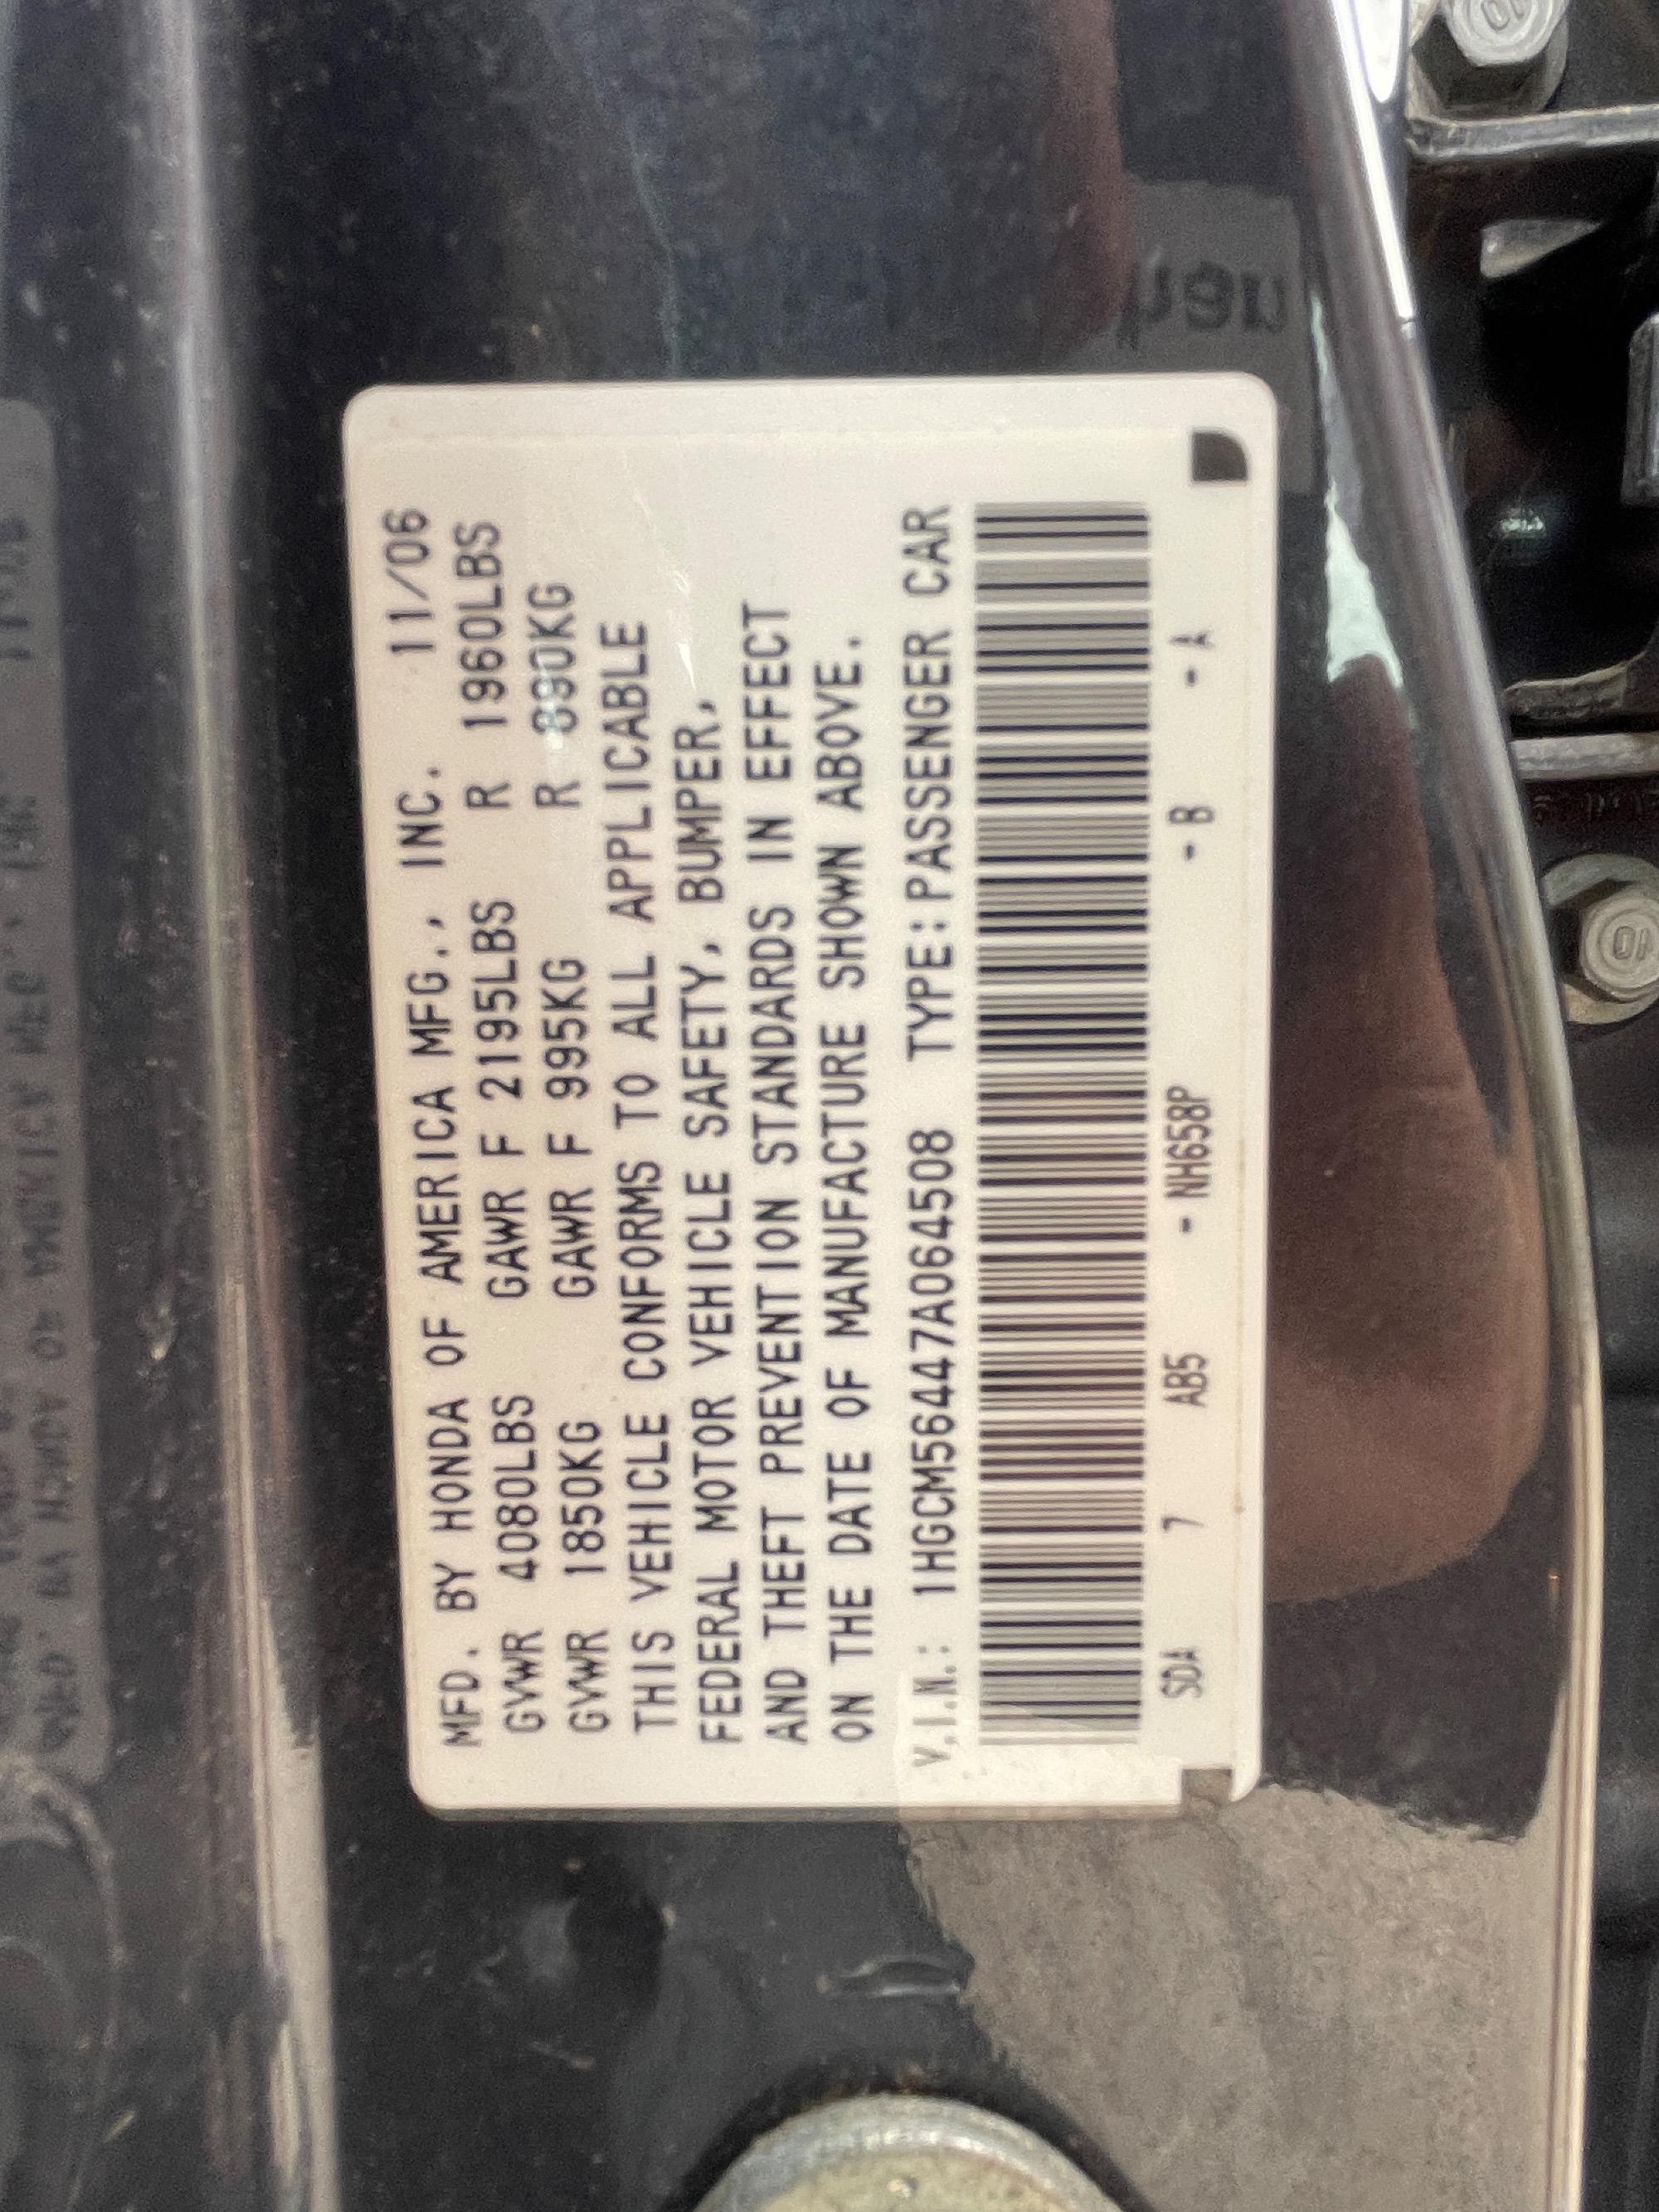 MFD. BY HONDA OF AMERICA MFG., INC. 11/06
GVWR 4080LBS GAWR F 2195LBS R 1960LBS
GVWR 1850KG GAWR F 995KG R 890KG
THIS VEHICLE CONFORMS TO ALL APPLICABLE
FEDERAL MOTOR VEHICLE SAFETY, BUMPER,
AND THEFT PREVENTION STANDARDS IN EFFECT
ON THE DATE OF MANUFACTURE SHOWN ABOVE.
V.I.N.: 1HGCM56447A064508 TYPE:PASSENGER CAR
SDA 7 AB5 - NH658P - B - A
10